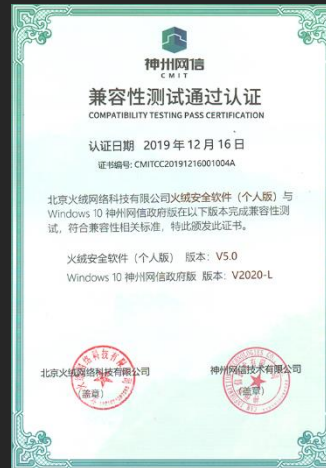 神州网信
CMIT
兼容性测试通过认证
COMPATIBILITY TESTING PASS CERTIFICATION
认证日期 2019 年 12 月 16 日
证书编号: CMITCC20191216001004A
北京火绒网络科技有限公司火绒安全软件（个人版）与
Windows 10 神州网信政府版在以下版本完成兼容性测
试，符合兼容性相关标准，特此颁发此证书。
火绒安全软件（个人版） 版本：V5.0
Windows 10 神州网信政府版 版本：V2020-L
北京火绒网络科技有限公司
（盖章）
神州网信技术有限公司
（盖章）